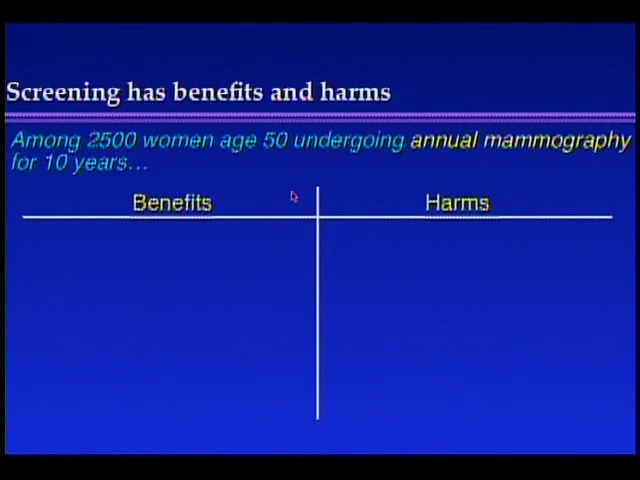 Screening has benefits and harms
Among 2500 women age 50 undergoing annual mammography
for 10 years...
Benefits
Harms